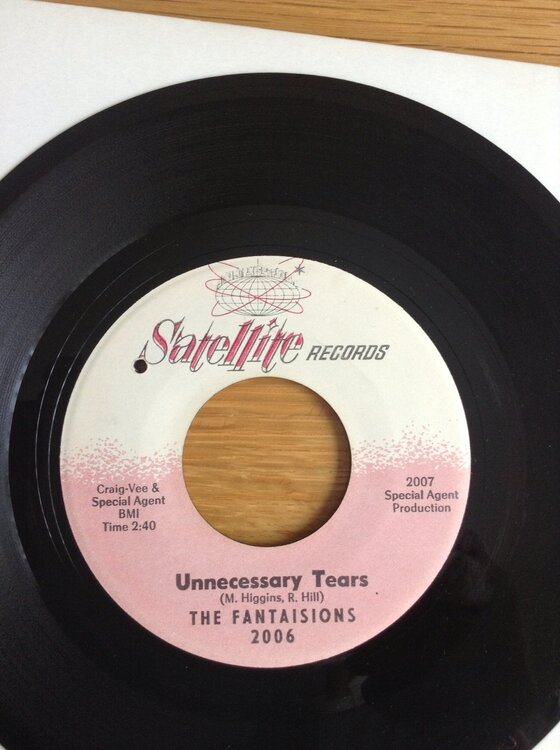 Satellite RECORDS
Craig-Vee &
Special Agent
BMI
Time 2:40
2007
Special Agent
Production
Unnecessary Tears
(M. Higgins, R. Hill)
THE FANTAISIONS
2006